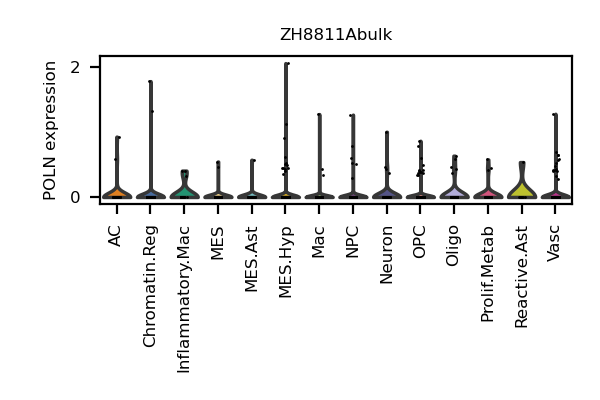 ZH8811Abulk
POLN expression
2
0
AC
Chromatin.Reg
Inflammatory.Mac
MES
MES.Ast
MES.Hyp
Mac
NPC
Neuron
OPC
Oligo
Prolif.Metab
Reactive.Ast
Vasc